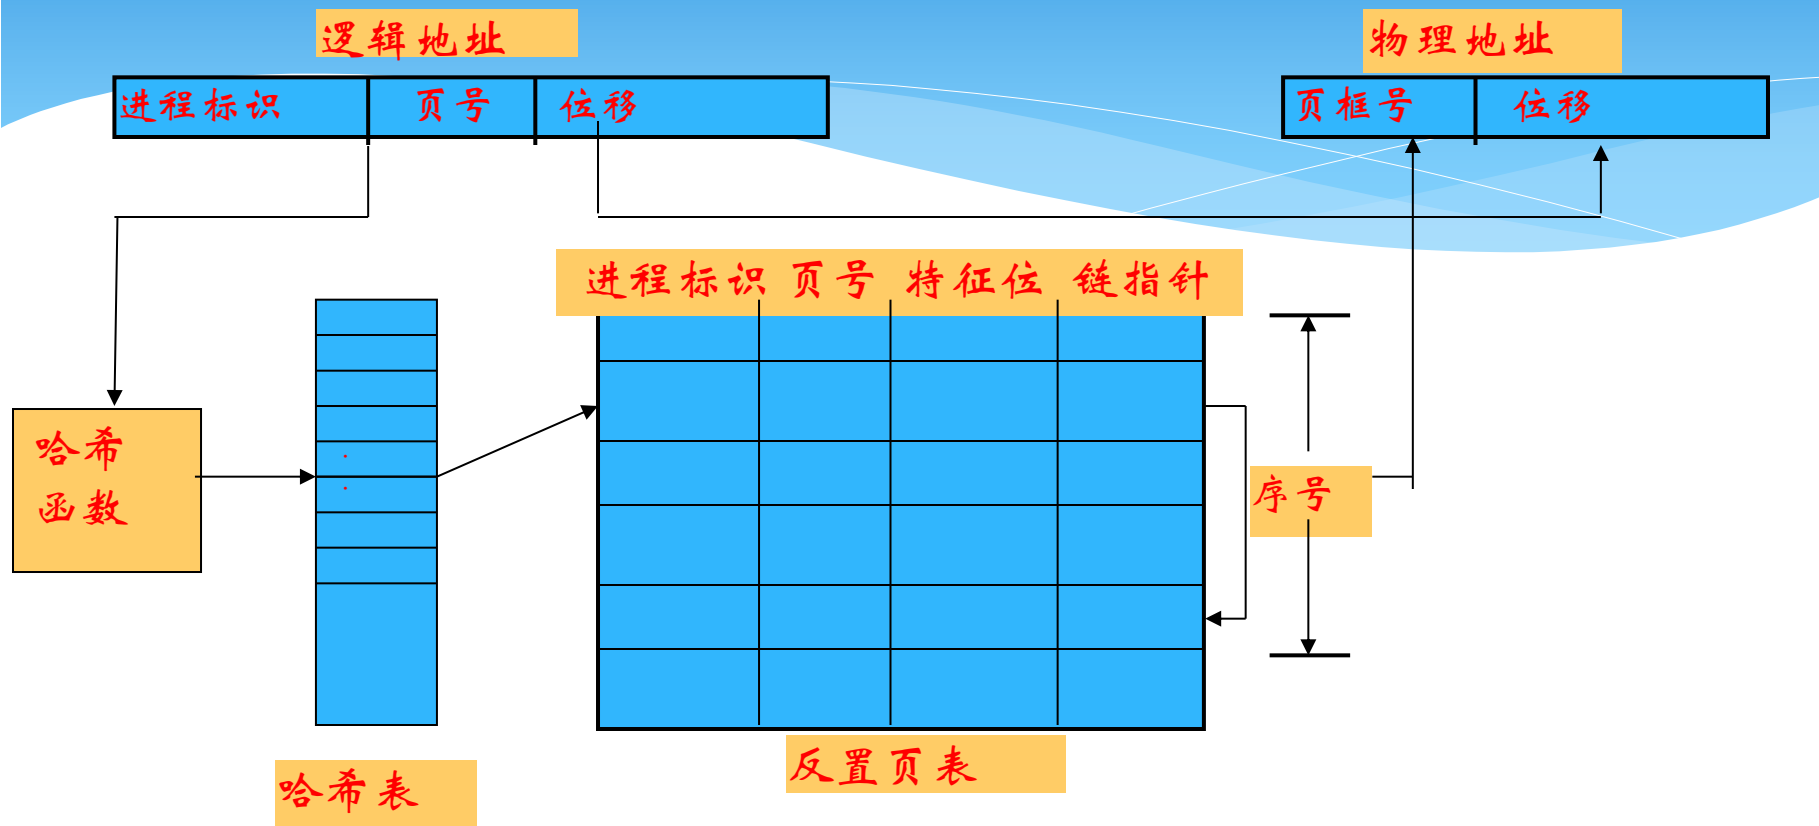 逻辑地址
物理地址
进程标识 页号 位移
页框号 位移
进程标识 页号 特征位 链指针
哈希
函数
序号
反置页表
哈希表